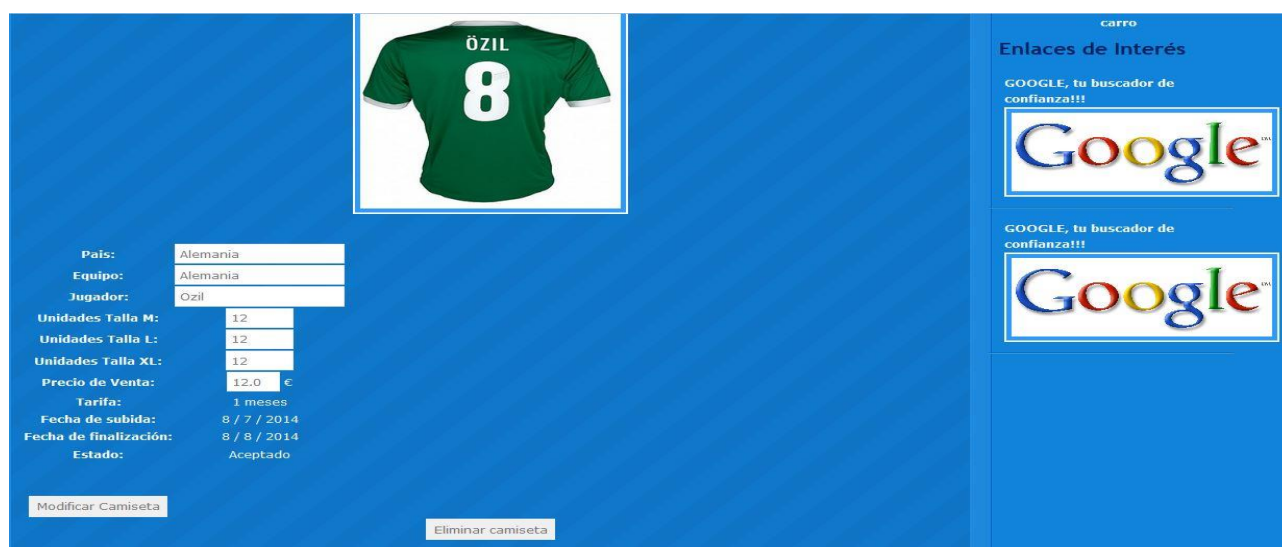 ÖZIL
8
Pais: Alemania
Equipo: Alemania
Jugador: Ozil
Unidades Talla M: 12
Unidades Talla L: 12
Unidades Talla XL: 12
Precio de Venta: 12.0 €
Tarifa: 1 meses
Fecha de subida: 8 / 7 / 2014
Fecha de finalización: 8 / 8 / 2014
Estado: Aceptado
Modificar Camiseta
Eliminar camiseta
carro
Enlaces de Interés
GOOGLE, tu buscador de
confianza!!!
Google™
GOOGLE, tu buscador de
confianza!!!
Google™